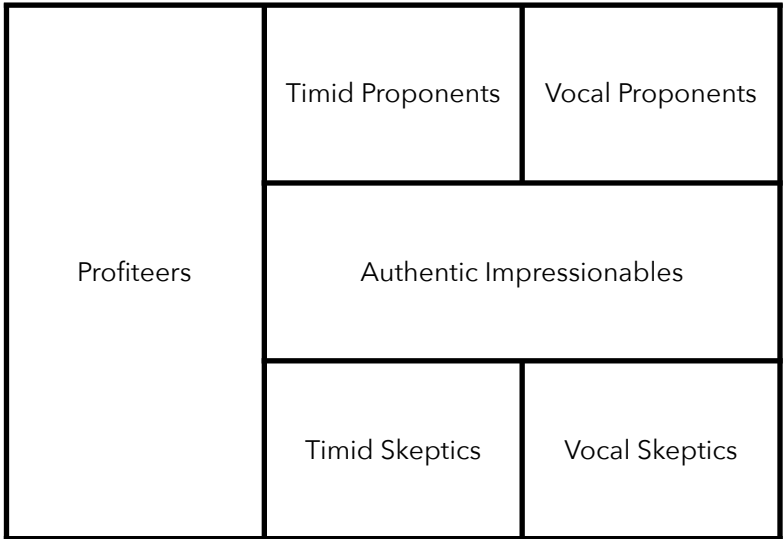 Timid Proponents
Vocal Proponents
Profiteers
Authentic Impressionables
Timid Skeptics
Vocal Skeptics